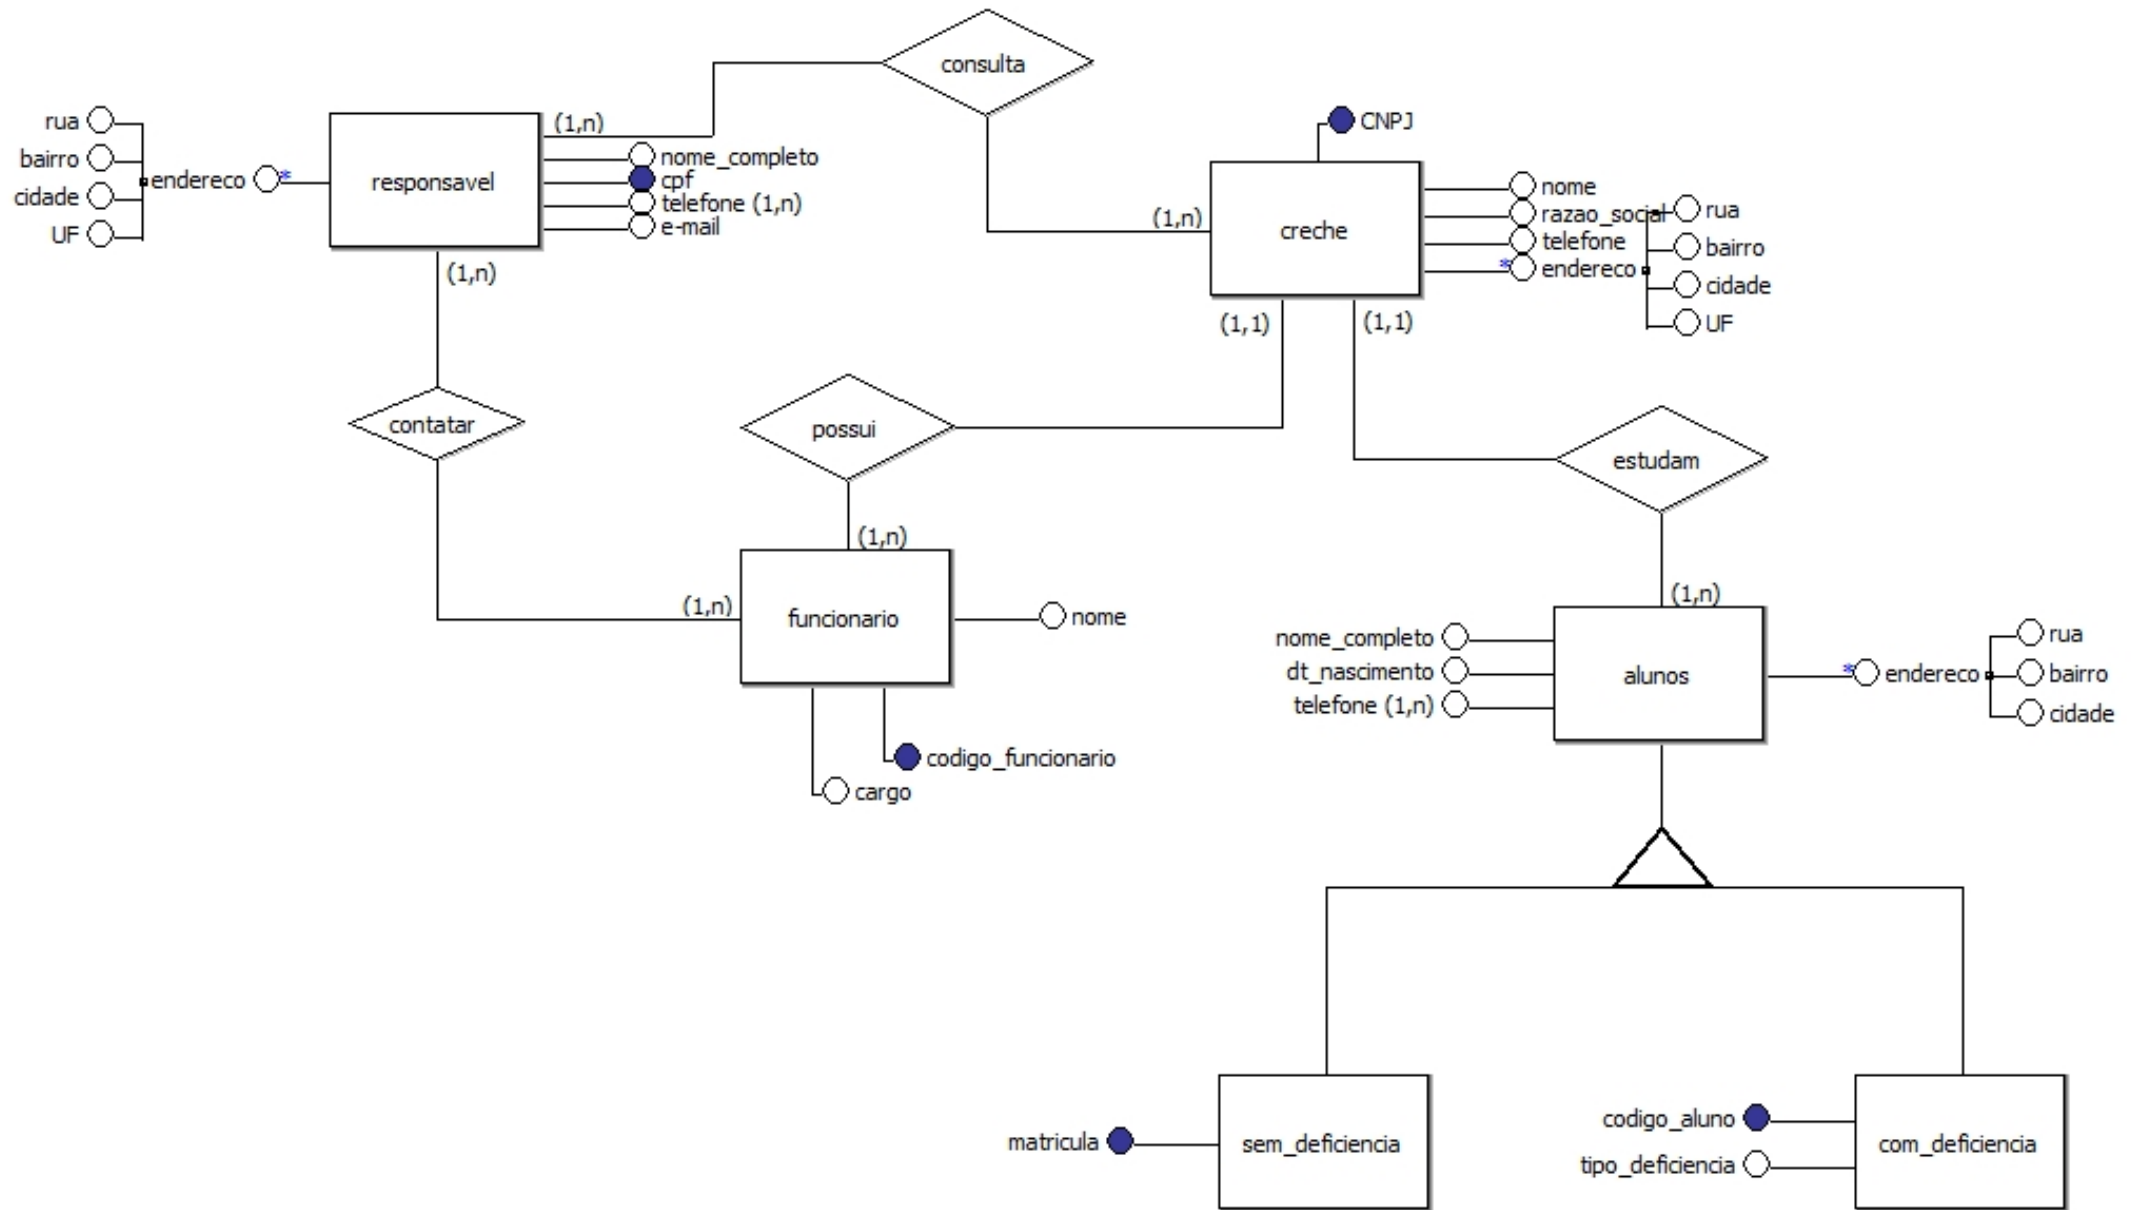 consulta
CNPJ
rua
bairro
cidade
UF
endereco
*
responsavel
(1,n)
nome_completo
cpf
telefone (1,n)
e-mail
(1,n)
(1,n)
creche
nome
razao_social
telefone
*
endereco
rua
bairro
cidade
UF
(1,1)
(1,1)
contatar
possui
estudam
(1,n)
(1,n)
funcionario
nome
codigo_funcionario
cargo
(1,n)
nome_completo
dt_nascimento
telefone (1,n)
alunos
*
endereco
rua
bairro
cidade
matricula
sem_deficiencia
codigo_aluno
tipo_deficiencia
com_deficiencia